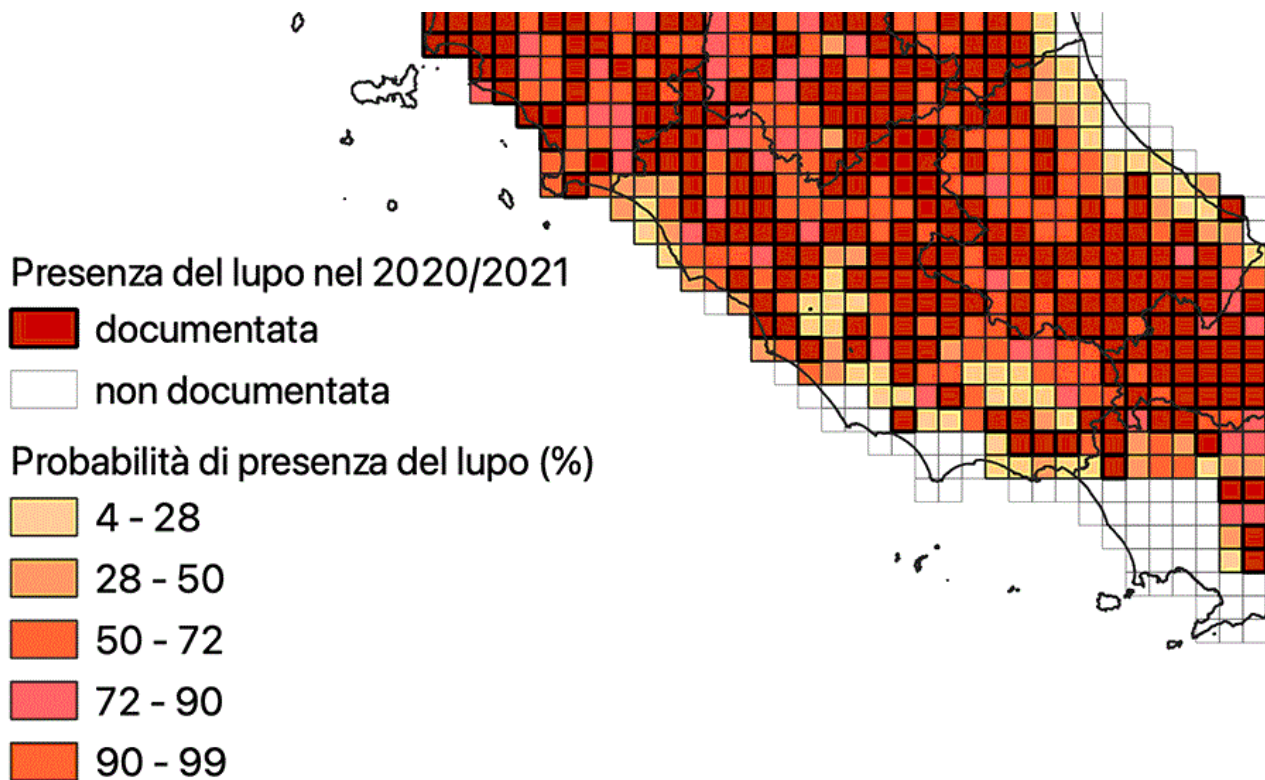 Presenza del lupo nel 2020/2021
documentata
non documentata
Probabilità di presenza del lupo (%)
4 - 28
28 - 50
50 - 72
72 - 90
90 - 99